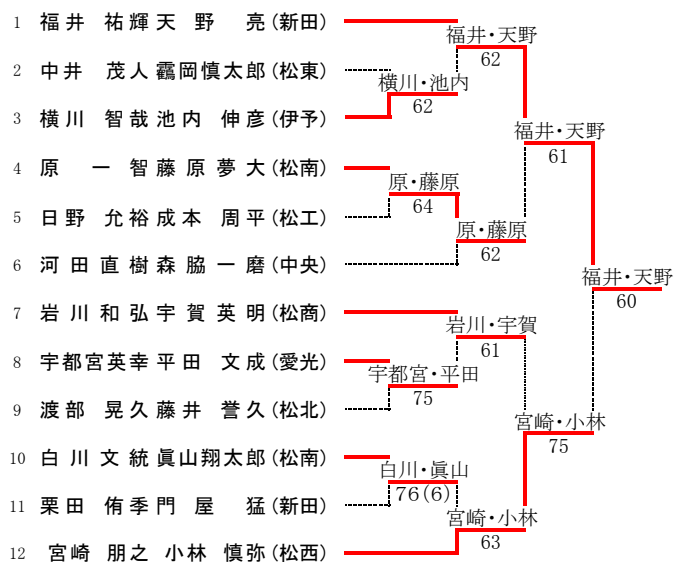 1 福井 祐輝 天野 亮 (新田)
福井・天野
62
2 中井 茂人 靍岡慎太郎 (松東)
横川・池内
62
3 横川 智哉 池内 伸彦 (伊予)
福井・天野
61
4 原 一智 藤原夢大 (松南)
原・藤原
64
5 日野 允裕 成本 周平 (松工)
原・藤原
62
6 河田直樹 森脇一磨 (中央)
福井・天野
60
7 岩川和弘 宇賀英明 (松商)
岩川・宇賀
61
8 宇都宮英幸 平田 文成 (愛光)
宇都宮・平田
75
9 渡部 晃久 藤井 誉久 (松北)
宮崎・小林
75
10 白川文統 眞山翔太郎 (松南)
白川・眞山
76(6)
11 栗田 侑季 門屋 猛 (新田)
宮崎・小林
63
12 宮崎 朋之 小林 慎弥 (松西)